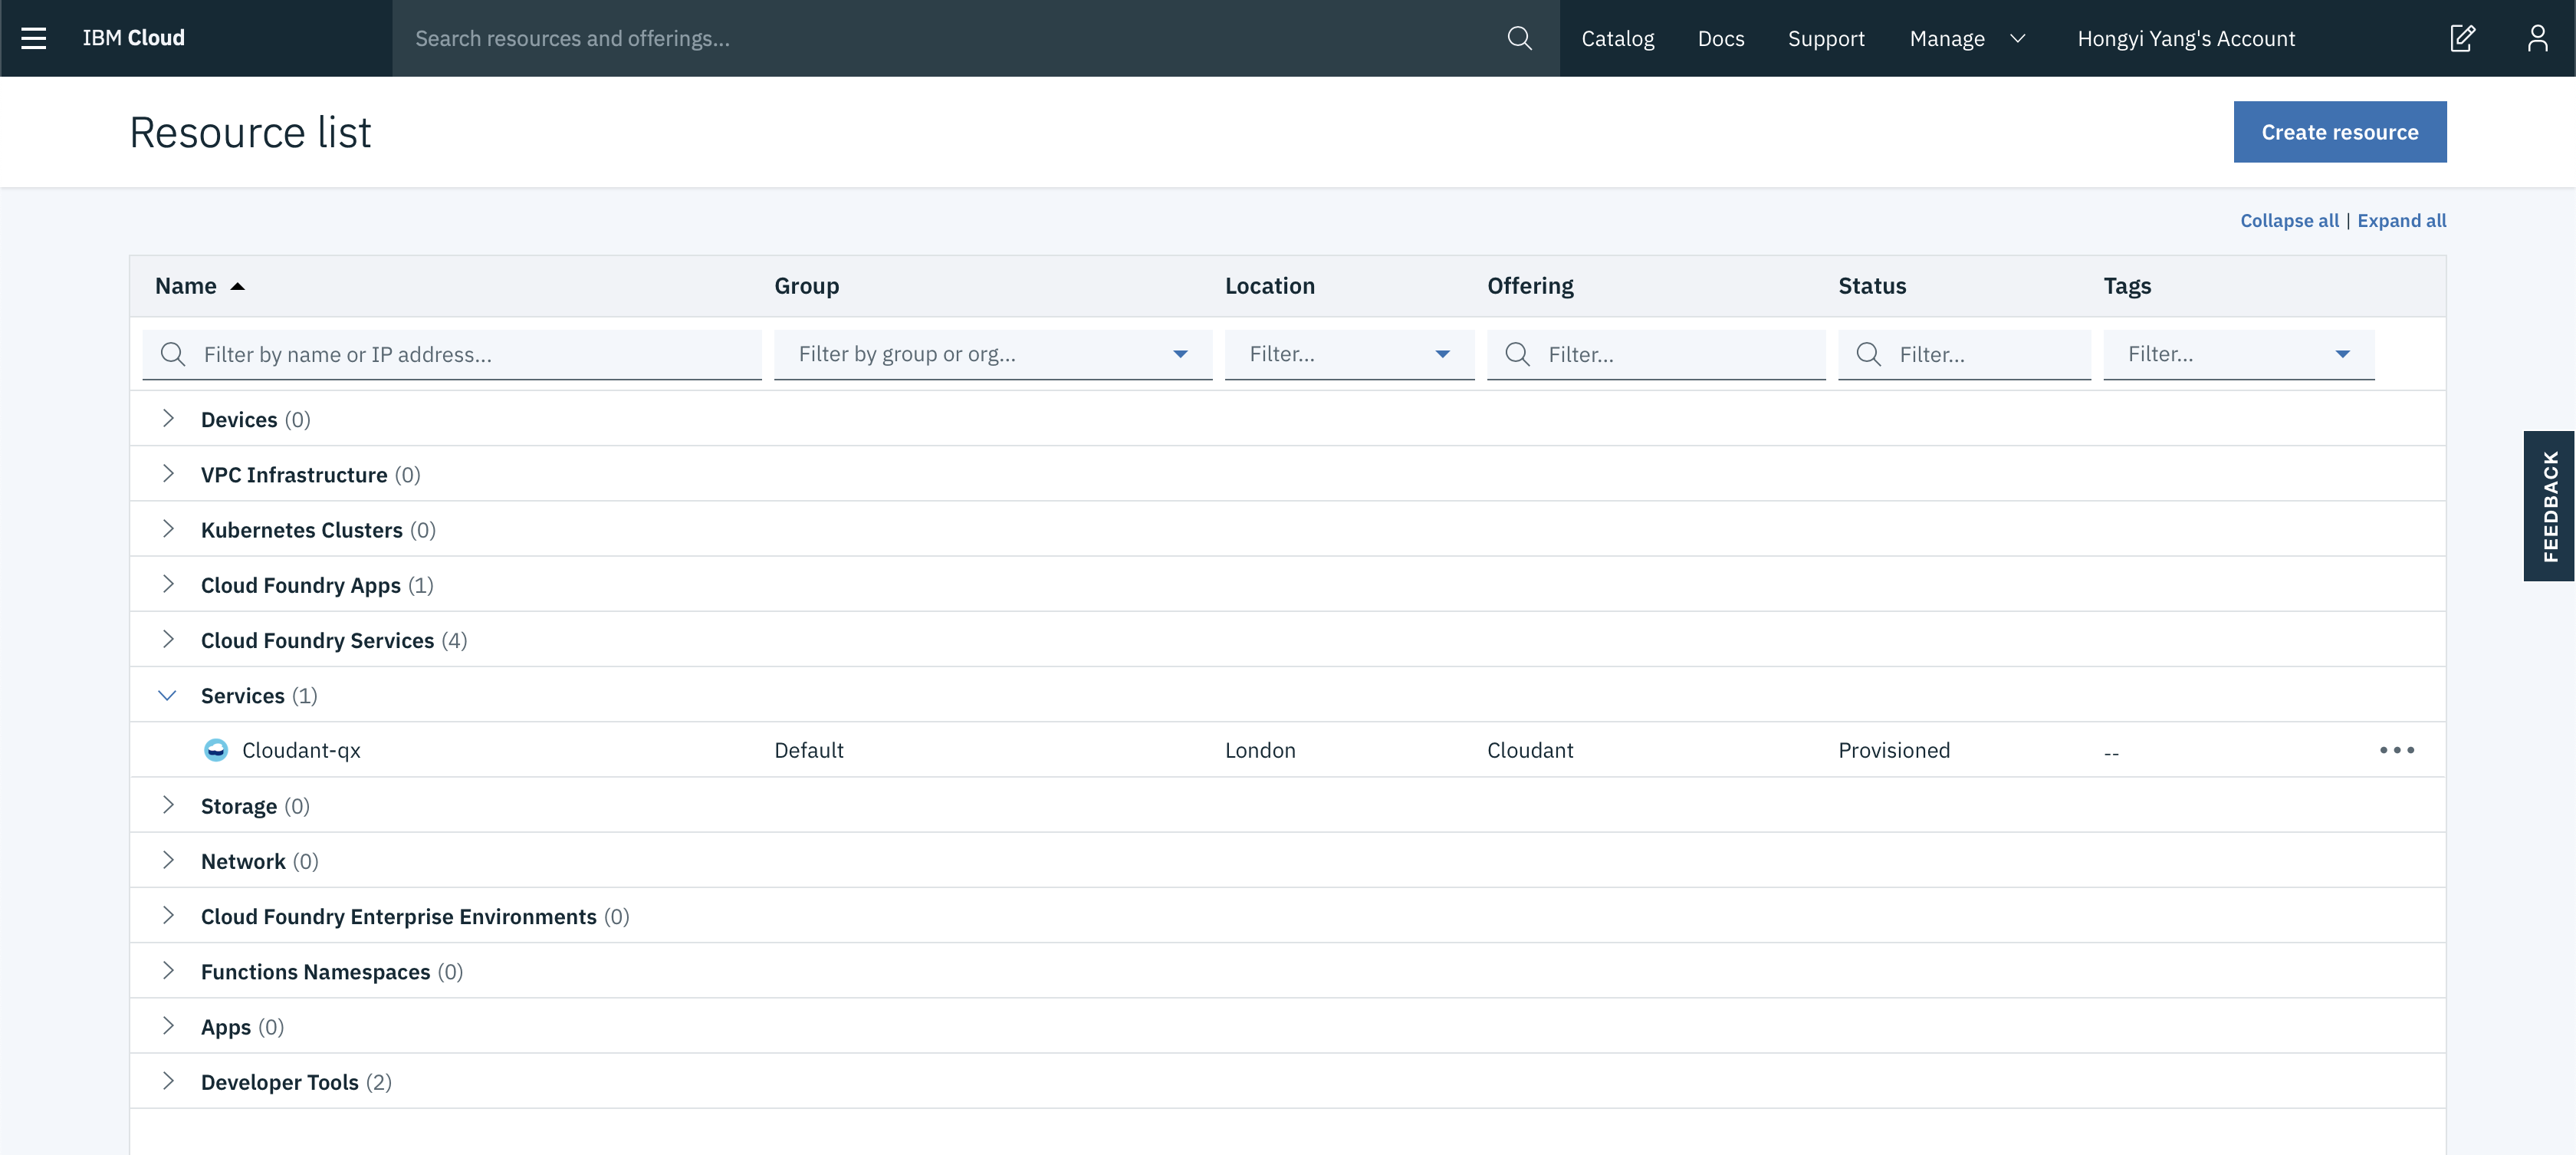 IBM Cloud Search resources and offerings... Catalog Docs Support Manage Hongyi Yang's Account
Resource list Create resource
Collapse all | Expand all
Name Group Location Offering Status Tags
Filter by name or IP address... Filter by group or org... Filter... Filter... Filter... Filter...
Devices (0)
VPC Infrastructure (0)
Kubernetes Clusters (0)
Cloud Foundry Apps (1)
Cloud Foundry Services (4)
Services (1)
Cloudant-qx Default London Cloudant Provisioned --
Storage (0)
Network (0)
Cloud Foundry Enterprise Environments (0)
Functions Namespaces (0)
Apps (0)
Developer Tools (2)
FEEDBACK